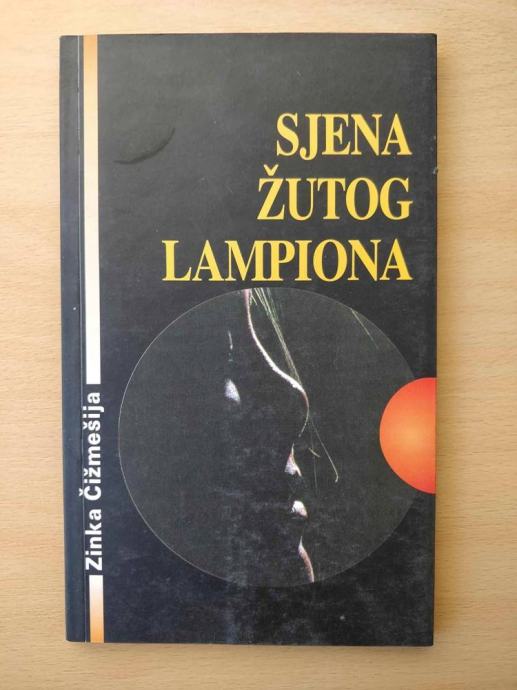 SJENA
ŽUTOG
LAMPIONA
Zinka Čižmešija